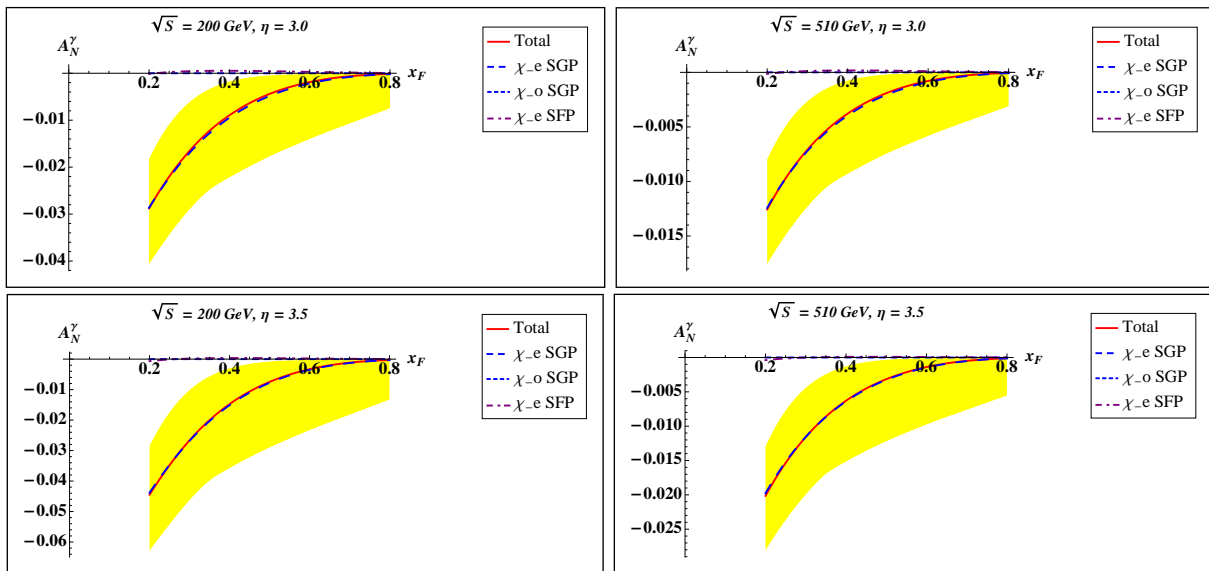 √S = 200 GeV, η = 3.0
A_N^γ
0.2 0.4 0.6 0.8 x_F
−0.01
−0.02
−0.03
−0.04
Total
χ_e SGP
χ_o SGP
χ_e SFP
√S = 510 GeV, η = 3.0
A_N^γ
0.2 0.4 0.6 0.8 x_F
−0.005
−0.010
−0.015
Total
χ_e SGP
χ_o SGP
χ_e SFP
√S = 200 GeV, η = 3.5
A_N^γ
0.2 0.4 0.6 0.8 x_F
−0.01
−0.02
−0.03
−0.04
−0.05
−0.06
Total
χ_e SGP
χ_o SGP
χ_e SFP
√S = 510 GeV, η = 3.5
A_N^γ
0.2 0.4 0.6 0.8 x_F
−0.005
−0.010
−0.015
−0.020
−0.025
Total
χ_e SGP
χ_o SGP
χ_e SFP